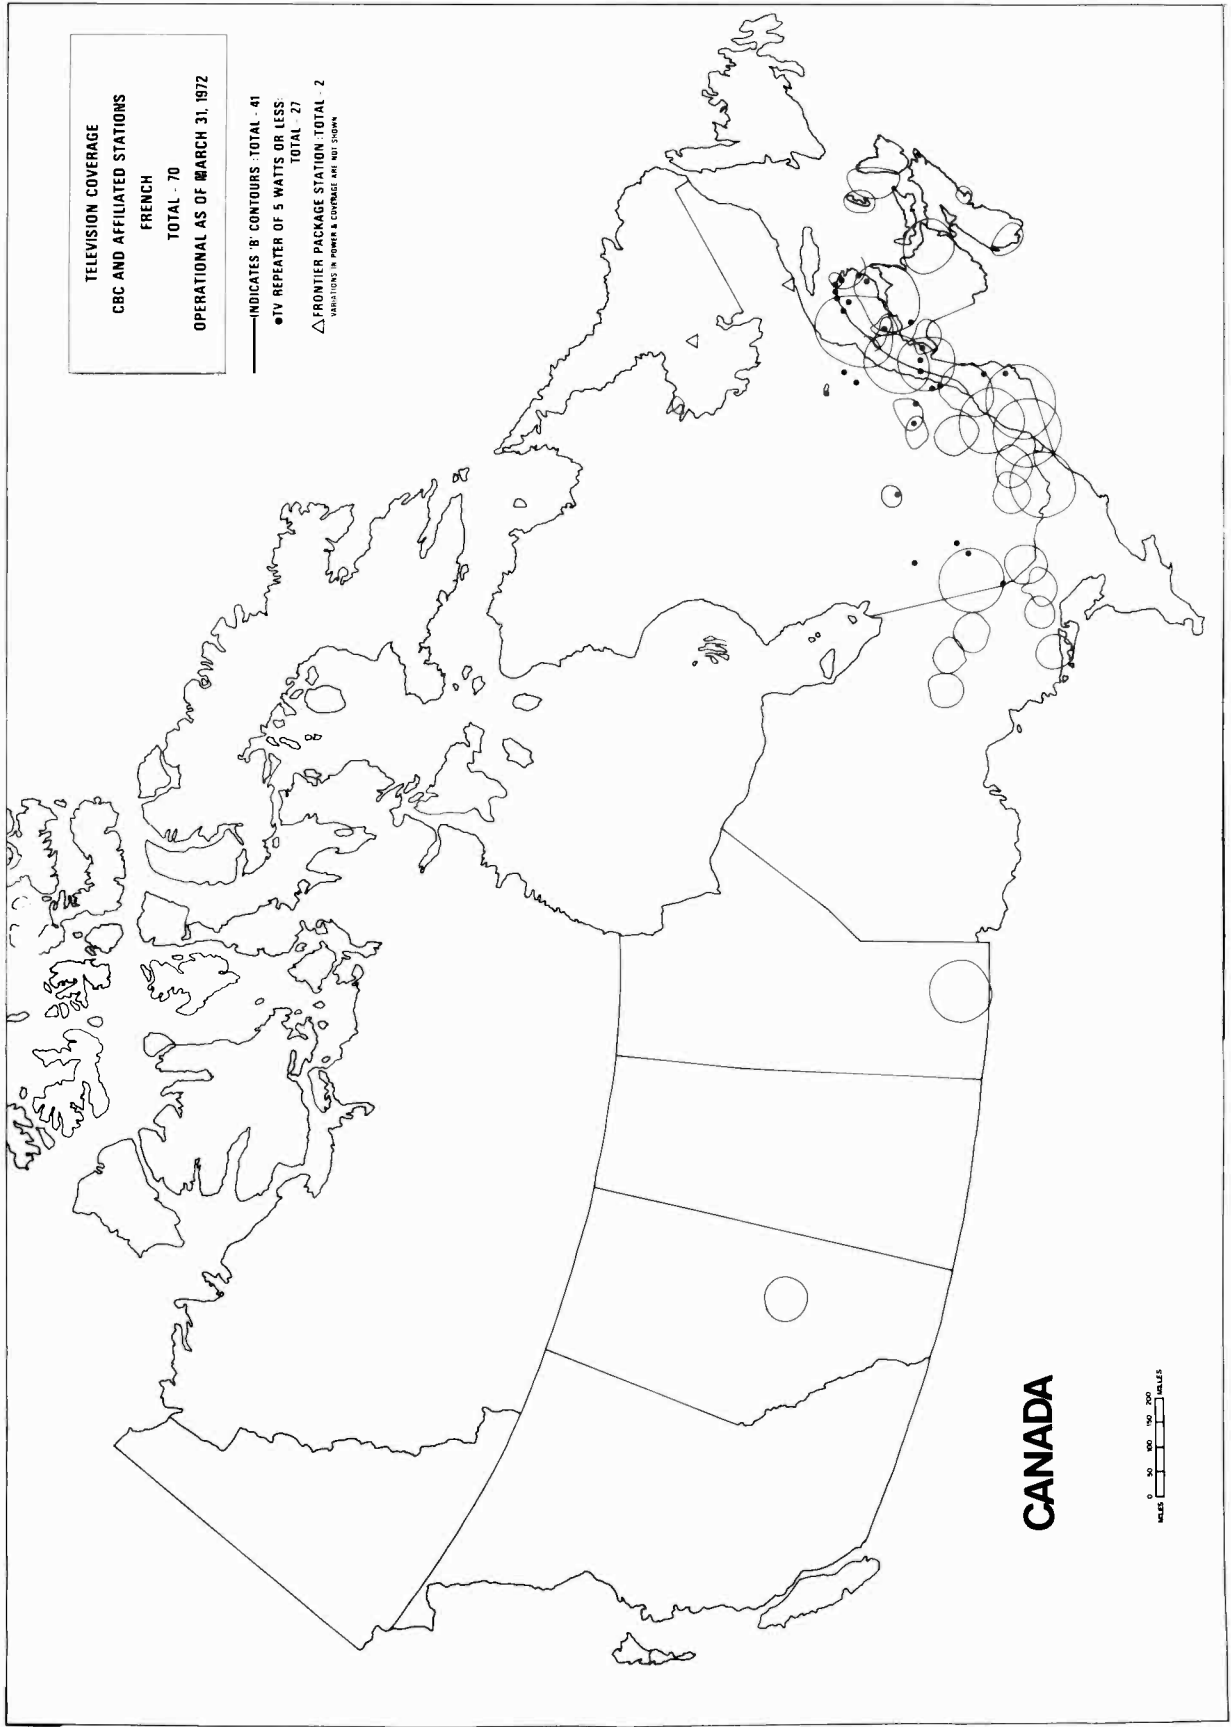 TELEVISION COVERAGE
CBC AND AFFILIATED STATIONS
FRENCH
TOTAL - 70
OPERATIONAL AS OF MARCH 31, 1972
INDICATES 'B' CONTOURS : TOTAL - 41
TV REPEATER OF 5 WATTS OR LESS:
TOTAL - 27
FRONTIER PACKAGE STATION : TOTAL - 2
VARIATIONS IN POWER & COVERAGE ARE NOT SHOWN
CANADA
MILES 0 50 100 150 200 MILLES